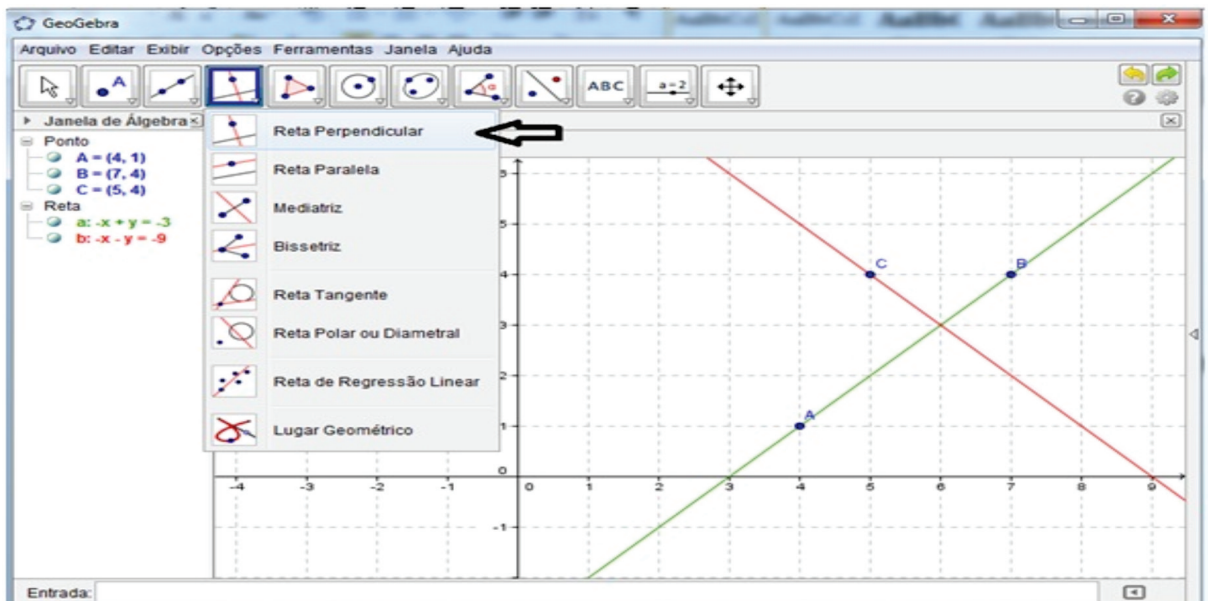 GeoGebra
Arquivo Editar Exibir Opções Ferramentas Janela Ajuda
A
ABC
a=2
Janela de Álgebra
Ponto
A = (4, 1)
B = (7, 4)
C = (5, 4)
Reta
a: -x + y = -3
b: -x - y = -9
Reta Perpendicular
Reta Paralela
Mediatriz
Bissetriz
Reta Tangente
Reta Polar ou Diametral
Reta de Regressão Linear
Lugar Geométrico
6
5
4
3
2
1
0
-1
-4 -3 -2 -1 0 1 2 3 4 5 6 7 8 9
C
B
A
Entrada: